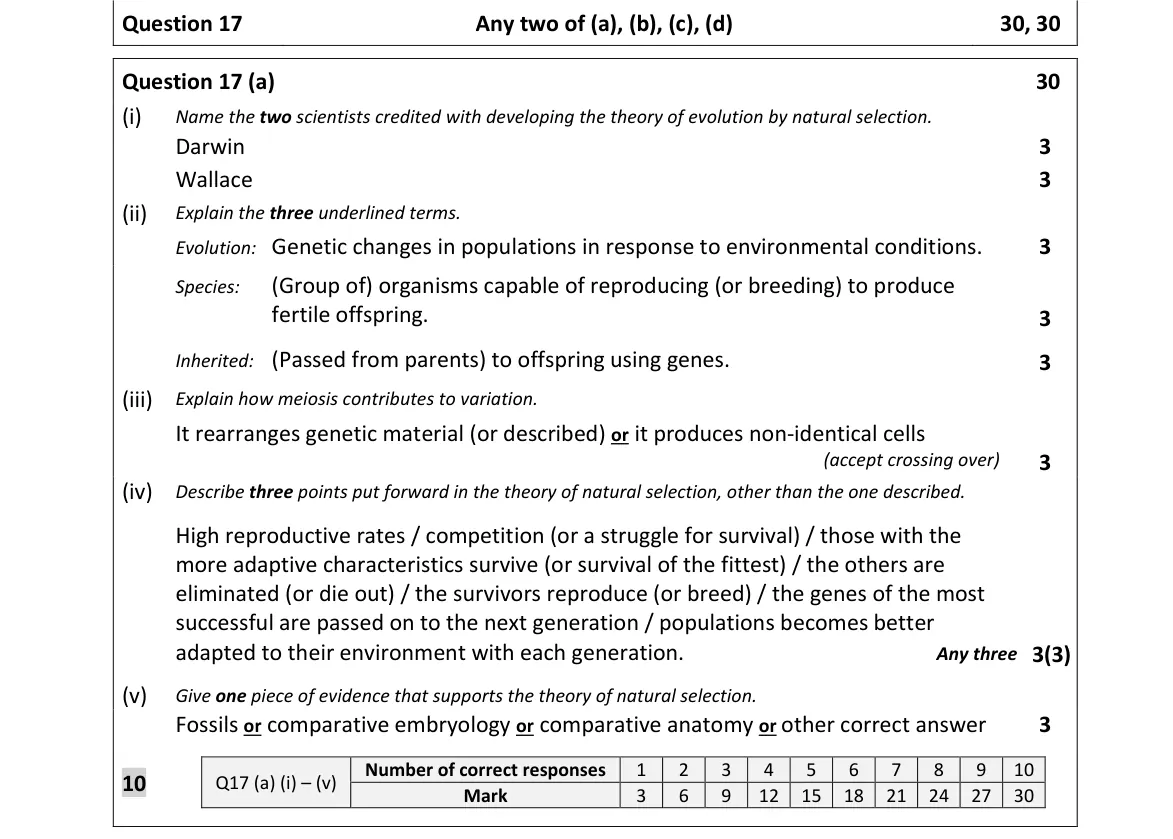 Question 17 Any two of (a), (b), (c), (d) 30, 30
Question 17 (a) 30
(i) Name the two scientists credited with developing the theory of evolution by natural selection.
Darwin 3
Wallace 3
(ii) Explain the three underlined terms.
Evolution: Genetic changes in populations in response to environmental conditions. 3
Species: (Group of) organisms capable of reproducing (or breeding) to produce
fertile offspring. 3
Inherited: (Passed from parents) to offspring using genes. 3
(iii) Explain how meiosis contributes to variation.
It rearranges genetic material (or described) or it produces non-identical cells
(accept crossing over) 3
(iv) Describe three points put forward in the theory of natural selection, other than the one described.
High reproductive rates / competition (or a struggle for survival) / those with the
more adaptive characteristics survive (or survival of the fittest) / the others are
eliminated (or die out) / the survivors reproduce (or breed) / the genes of the most
successful are passed on to the next generation / populations becomes better
adapted to their environment with each generation. Any three 3(3)
(v) Give one piece of evidence that supports the theory of natural selection.
Fossils or comparative embryology or comparative anatomy or other correct answer 3
10 Q17 (a) (i) – (v) Number of correct responses 1 2 3 4 5 6 7 8 9 10
Mark 3 6 9 12 15 18 21 24 27 30